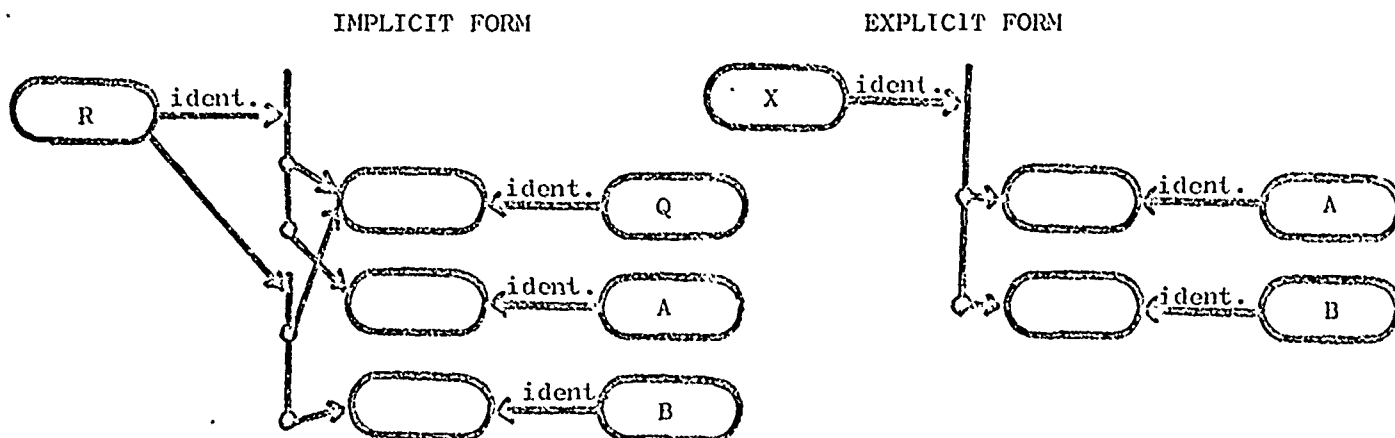 IMPLICIT FORM EXPLICIT FORM
R ident. X ident.
ident. Q ident. A
ident. A ident. B
ident B